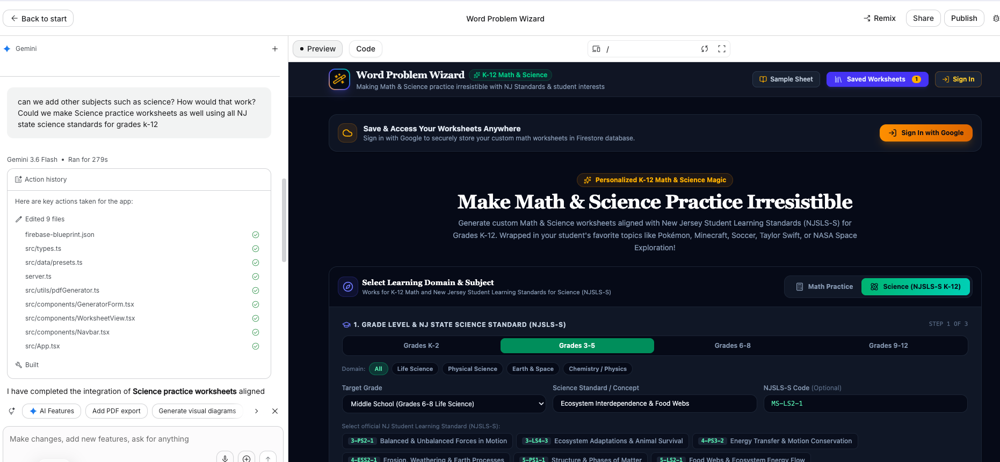 Back to start
Word Problem Wizard
Remix
Share
Publish
Gemini
Preview
Code
/
can we add other subjects such as science? How would that work?
Could we make Science practice worksheets as well using all NJ
state science standards for grades k-12
Gemini 3.6 Flash • Ran for 279s
Action history
Here are key actions taken for the app:
Edited 9 files
firebase-blueprint.json
src/types.ts
src/data/presets.ts
server.ts
src/utils/pdfGenerator.ts
src/components/GeneratorForm.tsx
src/components/WorksheetView.tsx
src/components/Navbar.tsx
src/App.tsx
Built
I have completed the integration of Science practice worksheets aligned
AI Features
Add PDF export
Generate visual diagrams
Make changes, add new features, ask for anything
Word Problem Wizard
K-12 Math & Science
Making Math & Science practice irresistible with NJ Standards & student interests
Sample Sheet
Saved Worksheets 1
Sign In
Save & Access Your Worksheets Anywhere
Sign in with Google to securely store your custom math worksheets in Firestore database.
Sign In with Google
Personalized K-12 Math & Science Magic
Make Math & Science Practice Irresistible
Generate custom Math & Science worksheets aligned with New Jersey Student Learning Standards (NJSLS-S) for
Grades K-12. Wrapped in your student's favorite topics like Pokémon, Minecraft, Soccer, Taylor Swift, or NASA Space
Exploration!
Select Learning Domain & Subject
Works for K-12 Math and New Jersey Student Learning Standards for Science (NJSLS-S)
Math Practice
Science (NJSLS-S K-12)
1. GRADE LEVEL & NJ STATE SCIENCE STANDARD (NJSLS-S)
STEP 1 OF 3
Grades K-2
Grades 3-5
Grades 6-8
Grades 9-12
Domain: All Life Science Physical Science Earth & Space Chemistry / Physics
Target Grade
Science Standard / Concept
NJSLS-S Code (Optional)
Middle School (Grades 6-8 Life Science)
Ecosystem Interdependence & Food Webs
MS-LS2-1
Select official NJ Student Learning Standard (NJSLS-S):
3-PS2-1 Balanced & Unbalanced Forces in Motion
3-LS4-3 Ecosystem Adaptations & Animal Survival
4-PS3-2 Energy Transfer & Motion Conservation
4-ESS2-1 Erosion, Weathering & Earth Processes
5-PS1-1 Structure & Phases of Matter
5-LS2-1 Food Webs & Ecosystem Energy Flow